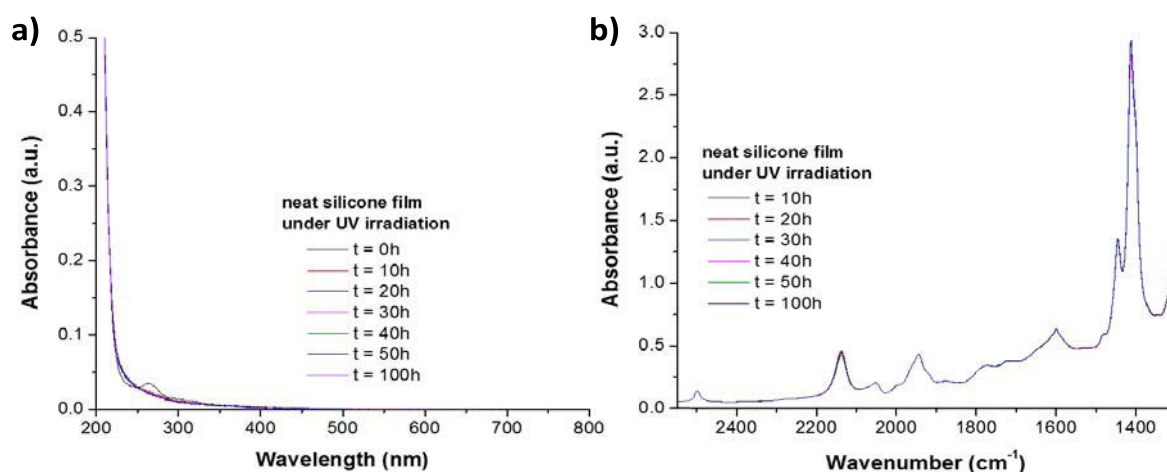 a)
0.5
0.4
0.3
0.2
0.1
0.0
Absorbance (a.u.)
neat silicone film
under UV irradiation
t = 0h
t = 10h
t = 20h
t = 30h
t = 40h
t = 50h
t = 100h
200 300 400 500 600 700 800
Wavelength (nm)
b)
3.0
2.5
2.0
1.5
1.0
0.5
0.0
Absorbance (a.u.)
neat silicone film
under UV irradiation
t = 10h
t = 20h
t = 30h
t = 40h
t = 50h
t = 100h
2400 2200 2000 1800 1600 1400
Wavenumber (cm⁻¹)